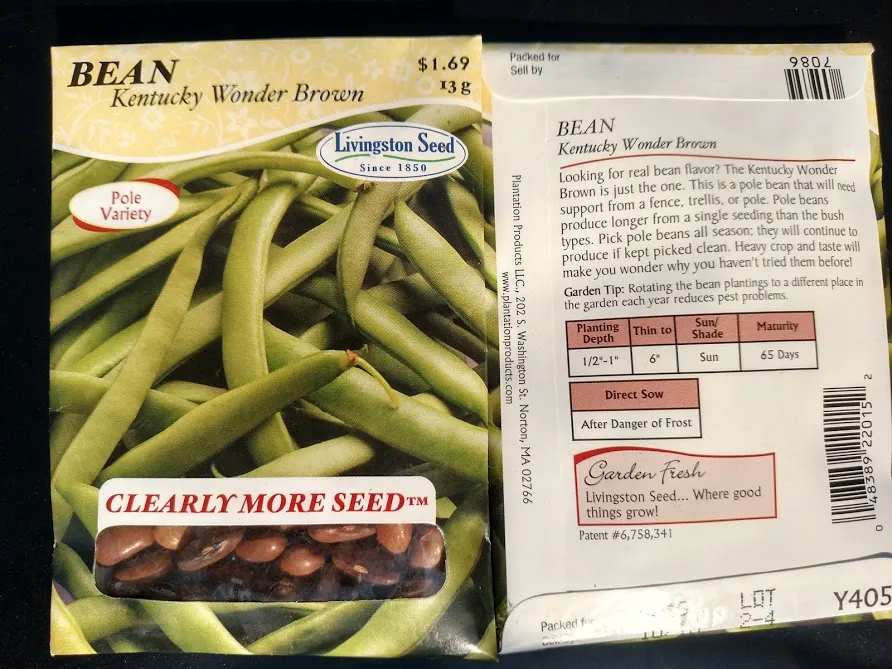 BEAN
Kentucky Wonder Brown
$1.69
13 g
Livingston Seed
Since 1850
Pole
Variety
CLEARLY MORE SEED™
Packed for
Sell by
7086
BEAN
Kentucky Wonder Brown
Looking for real bean flavor? The Kentucky Wonder
Brown is just the one. This is a pole bean that will need
support from a fence, trellis, or pole. Pole beans
produce longer from a single seeding than the bush
types. Pick pole beans all season; they will continue to
produce if kept picked clean. Heavy crop and taste will
make you wonder why you haven't tried them before!
Garden Tip: Rotating the bean plantings to a different place in
the garden each year reduces pest problems.
Planting Depth Thin to Sun/ Shade Maturity
1/2"-1" 6" Sun 65 Days
Direct Sow
After Danger of Frost
Garden Fresh
Livingston Seed... Where good
things grow!
Patent #6,758,341
Plantation Products LLC., 202 S. Washington St. Norton, MA 02766
www.plantationproducts.com
0 48389 22015 2
Packed for
LOT
2-4
Y405